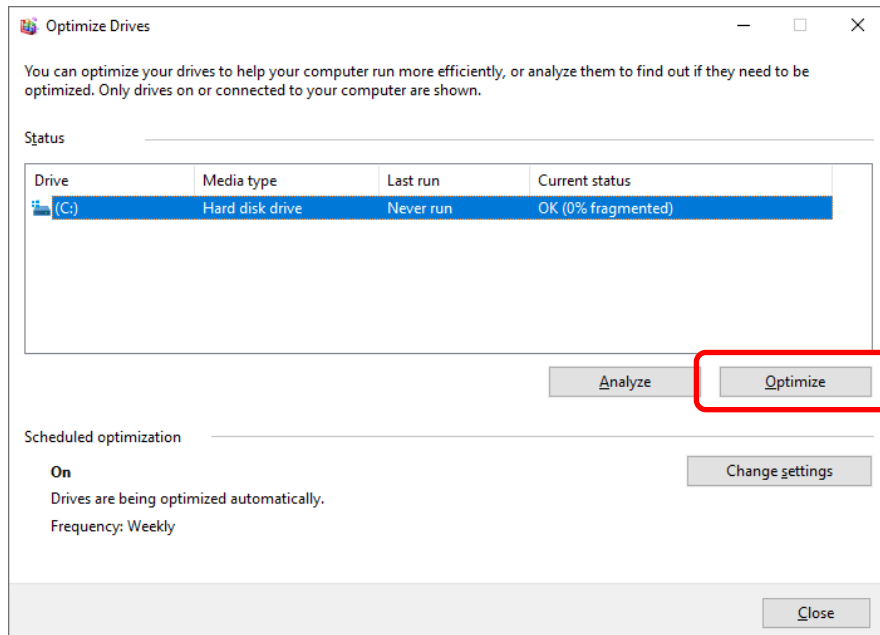 Optimize Drives
You can optimize your drives to help your computer run more efficiently, or analyze them to find out if they need to be
optimized. Only drives on or connected to your computer are shown.
Status
Drive Media type Last run Current status
(C:) Hard disk drive Never run OK (0% fragmented)
Analyze Optimize
Scheduled optimization
On
Change settings
Drives are being optimized automatically.
Frequency: Weekly
Close